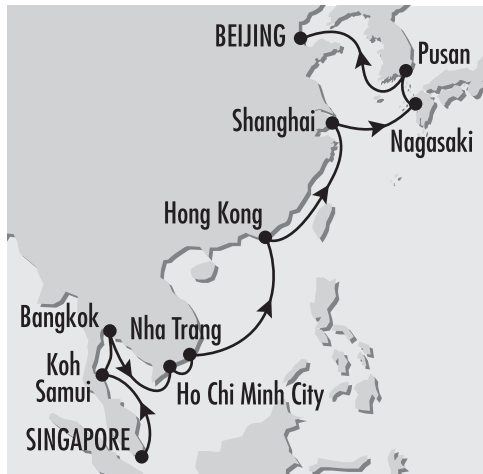 BEIJING
Pusan
Shanghai
Nagasaki
Hong Kong
Bangkok
Nha Trang
Koh
Samui
Ho Chi Minh City
SINGAPORE